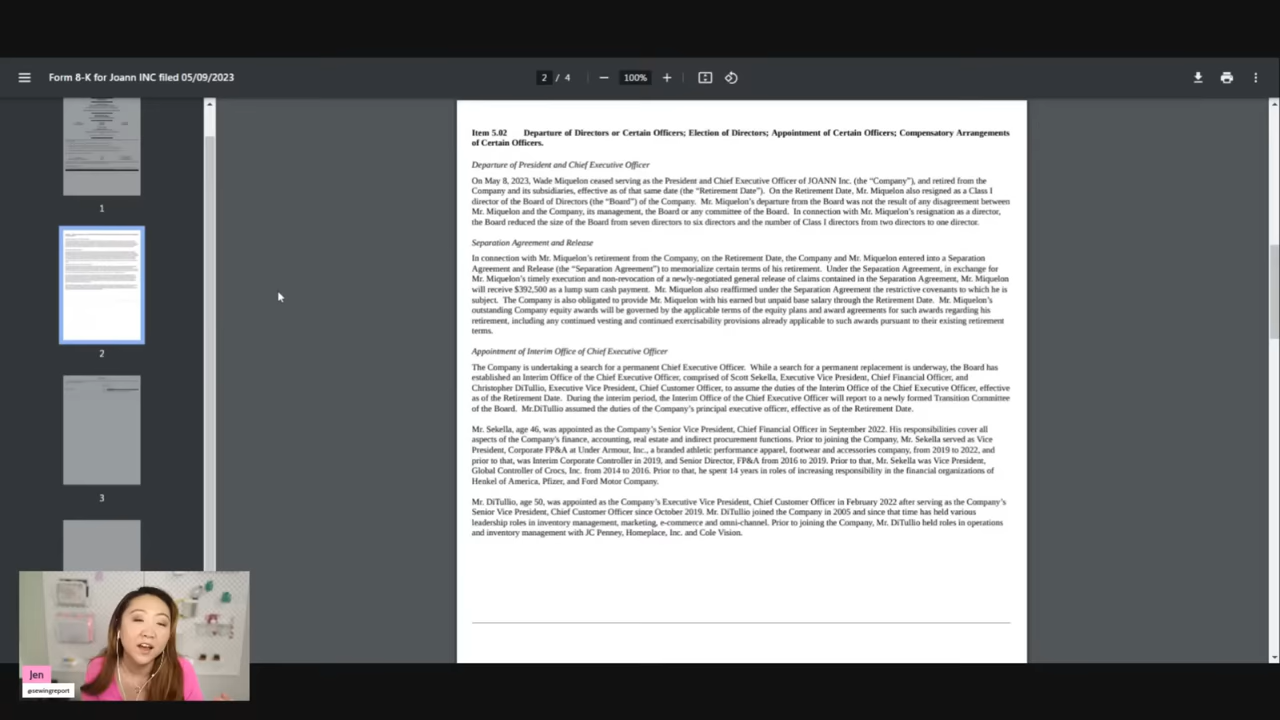 Form 8-K for Joann INC filed 05/09/2023
2 / 4
100%
1
2
3
Item 5.02 Departure of Directors or Certain Officers; Election of Directors; Appointment of Certain Officers; Compensatory Arrangements
of Certain Officers.
Departure of President and Chief Executive Officer
On May 8, 2023, Wade Miquelon ceased serving as the President and Chief Executive Officer of JOANN Inc. (the “Company”), and retired from the
Company and its subsidiaries, effective as of that same date (the “Retirement Date”). On the Retirement Date, Mr. Miquelon also resigned as a Class I
director of the Board of Directors (the “Board”) of the Company. Mr. Miquelon’s departure from the Board was not the result of any disagreement between
Mr. Miquelon and the Company, its management, the Board or any committee of the Board. In connection with Mr. Miquelon’s resignation as a director,
the Board reduced the size of the Board from seven directors to six directors and the number of Class I directors from two directors to one director.
Separation Agreement and Release
In connection with Mr. Miquelon’s retirement from the Company, on the Retirement Date, the Company and Mr. Miquelon entered into a Separation
Agreement and Release (the “Separation Agreement”) to memorialize certain terms of his retirement. Under the Separation Agreement, in exchange for
Mr. Miquelon’s timely execution and non-revocation of a newly-negotiated general release of claims contained in the Separation Agreement, Mr. Miquelon
will receive $392,500 as a lump sum cash payment. Mr. Miquelon also reaffirmed under the Separation Agreement the restrictive covenants to which he is
subject. The Company is also obligated to provide Mr. Miquelon with his earned but unpaid base salary through the Retirement Date. Mr. Miquelon’s
outstanding Company equity awards will be governed by the applicable terms of the equity plans and award agreements for such awards regarding his
retirement, including any continued vesting and continued exercisability provisions already applicable to such awards pursuant to their existing retirement
terms.
Appointment of Interim Office of Chief Executive Officer
The Company is undertaking a search for a permanent Chief Executive Officer. While a search for a permanent replacement is underway, the Board has
established an Interim Office of the Chief Executive Officer, comprised of Scott Sekella, Executive Vice President, Chief Financial Officer, and
Christopher DiTullio, Executive Vice President, Chief Customer Officer, to assume the duties of the Interim Office of the Chief Executive Officer, effective
as of the Retirement Date. During the interim period, the Interim Office of the Chief Executive Officer will report to a newly formed Transition Committee
of the Board. Mr.DiTullio assumed the duties of the Company’s principal executive officer, effective as of the Retirement Date.
Mr. Sekella, age 46, was appointed as the Company’s Senior Vice President, Chief Financial Officer in September 2022. His responsibilities cover all
aspects of the Company’s finance, accounting, real estate and indirect procurement functions. Prior to joining the Company, Mr. Sekella served as Vice
President, Corporate FP&A at Under Armour, Inc., a branded athletic performance apparel, footwear and accessories company, from 2019 to 2022, and
prior to that, was Interim Corporate Controller in 2019, and Senior Director, FP&A from 2016 to 2019. Prior to that, Mr. Sekella was Vice President,
Global Controller of Crocs, Inc. from 2014 to 2016. Prior to that, he spent 14 years in roles of increasing responsibility in the financial organizations of
Henkel of America, Pfizer, and Ford Motor Company.
Mr. DiTullio, age 50, was appointed as the Company’s Executive Vice President, Chief Customer Officer in February 2022 after serving as the Company’s
Senior Vice President, Chief Customer Officer since October 2019. Mr. DiTullio joined the Company in 2005 and since that time has held various
leadership roles in inventory management, marketing, e-commerce and omni-channel. Prior to joining the Company, Mr. DiTullio held roles in operations
and inventory management with JC Penney, Homeplace, Inc. and Cole Vision.
Jen
@sewingreport